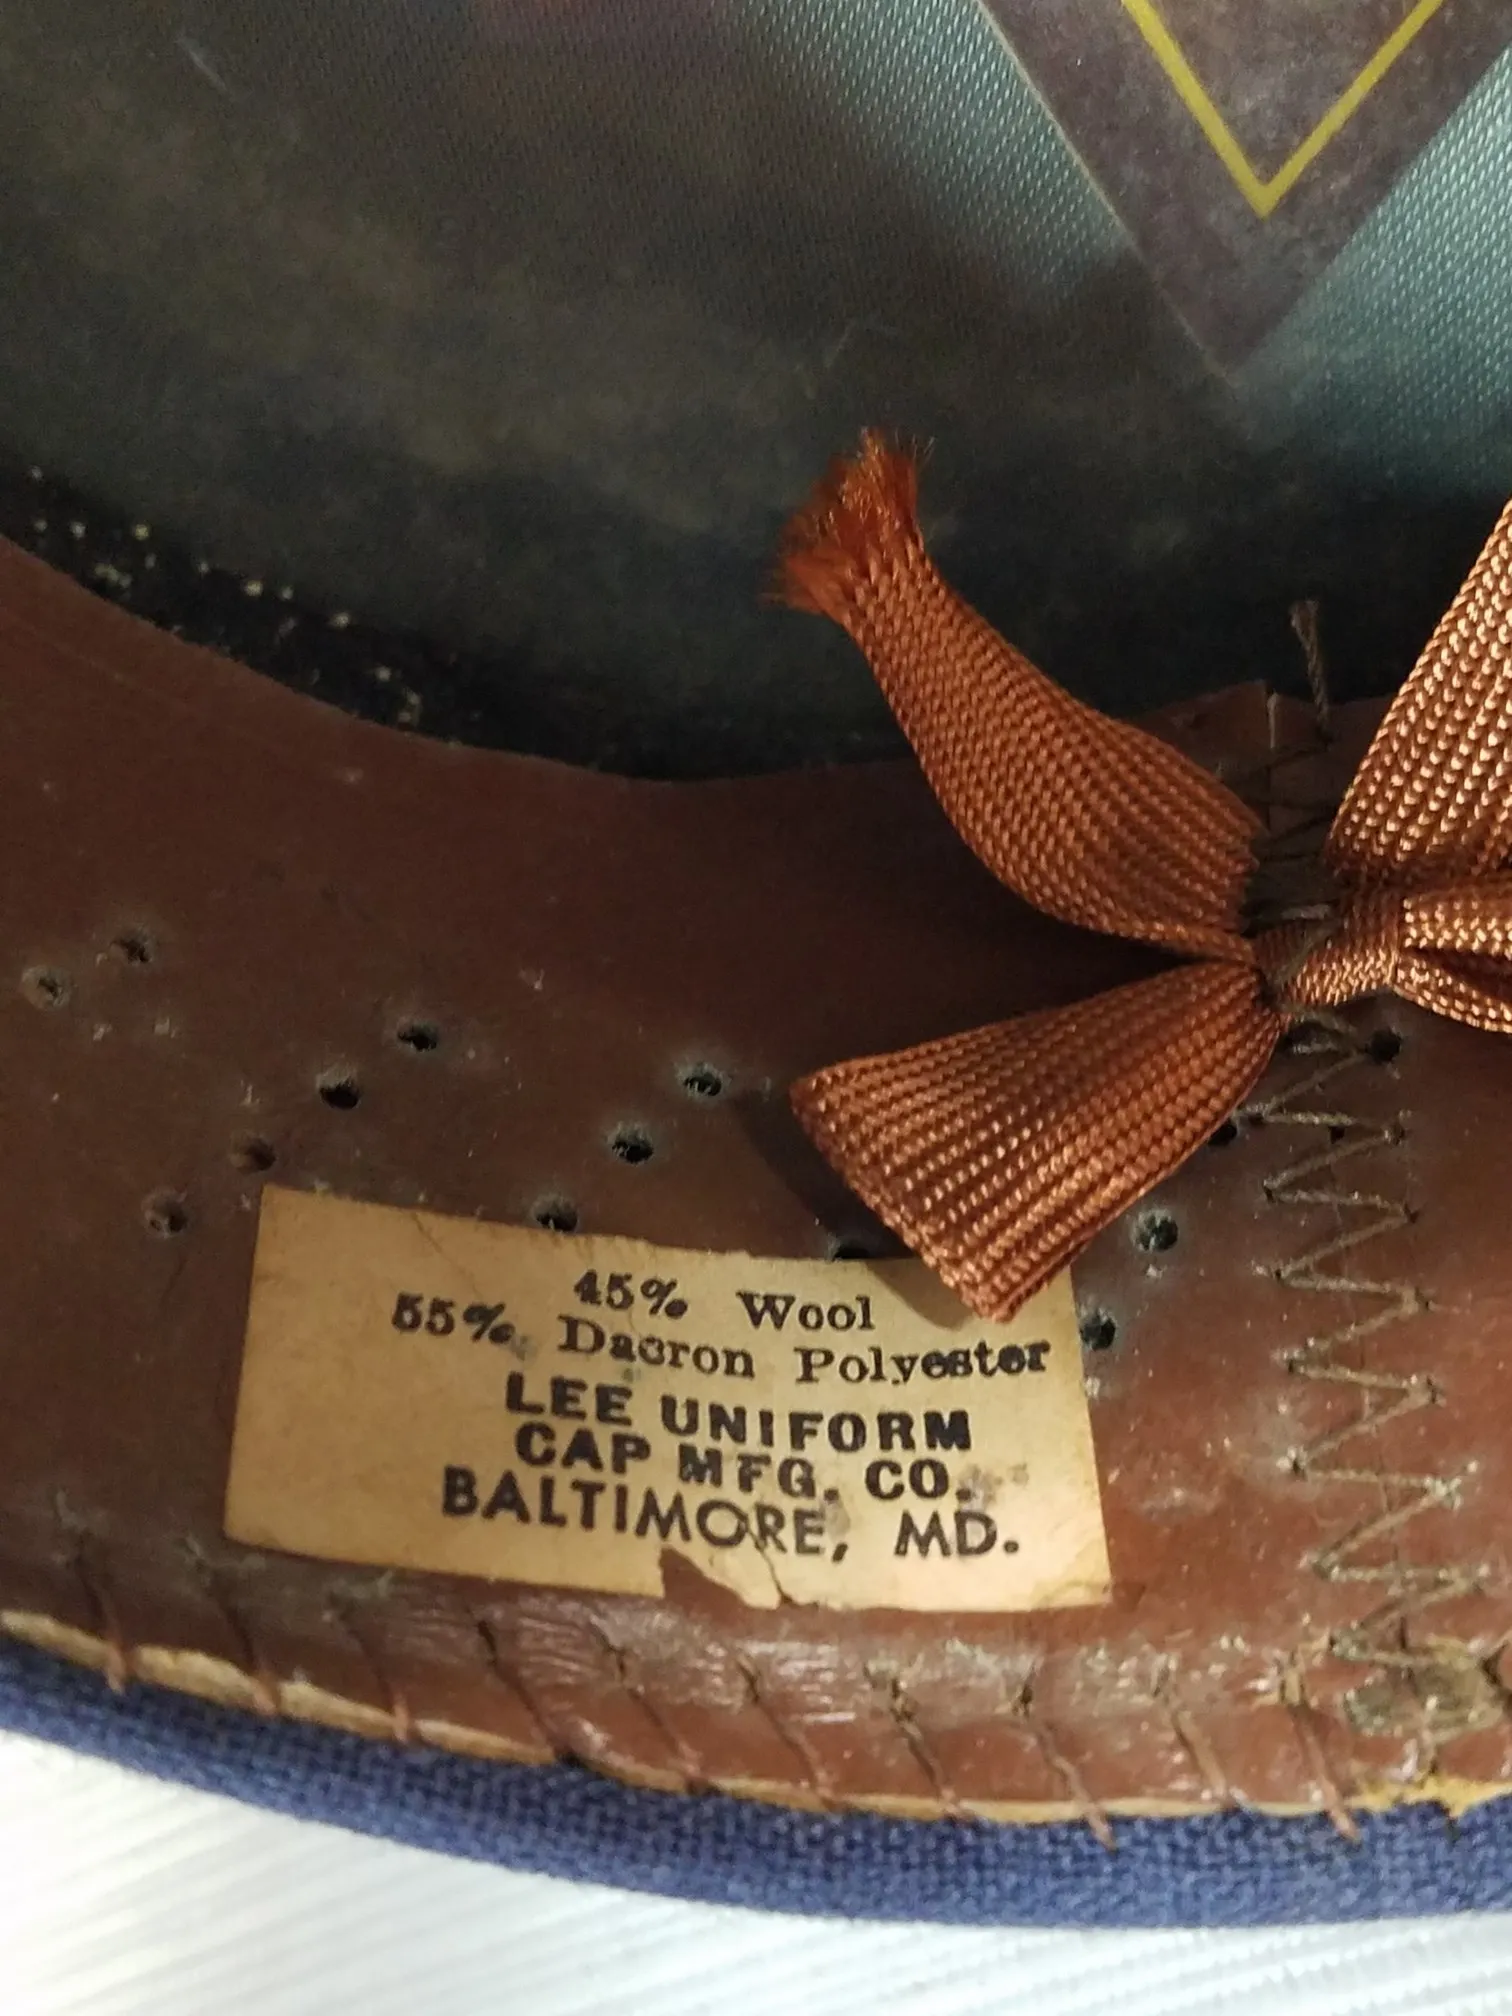 45% Wool
55% Dacron Polyester
LEE UNIFORM
CAP MFG. CO.
BALTIMORE, MD.